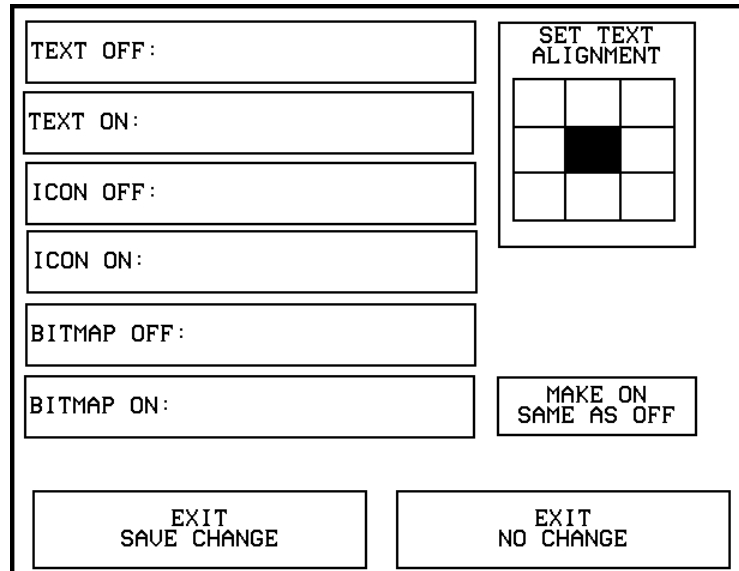 TEXT OFF:
SET TEXT
ALIGNMENT
TEXT ON:
ICON OFF:
ICON ON:
BITMAP OFF:
BITMAP ON:
MAKE ON
SAME AS OFF
EXIT
SAVE CHANGE
EXIT
NO CHANGE